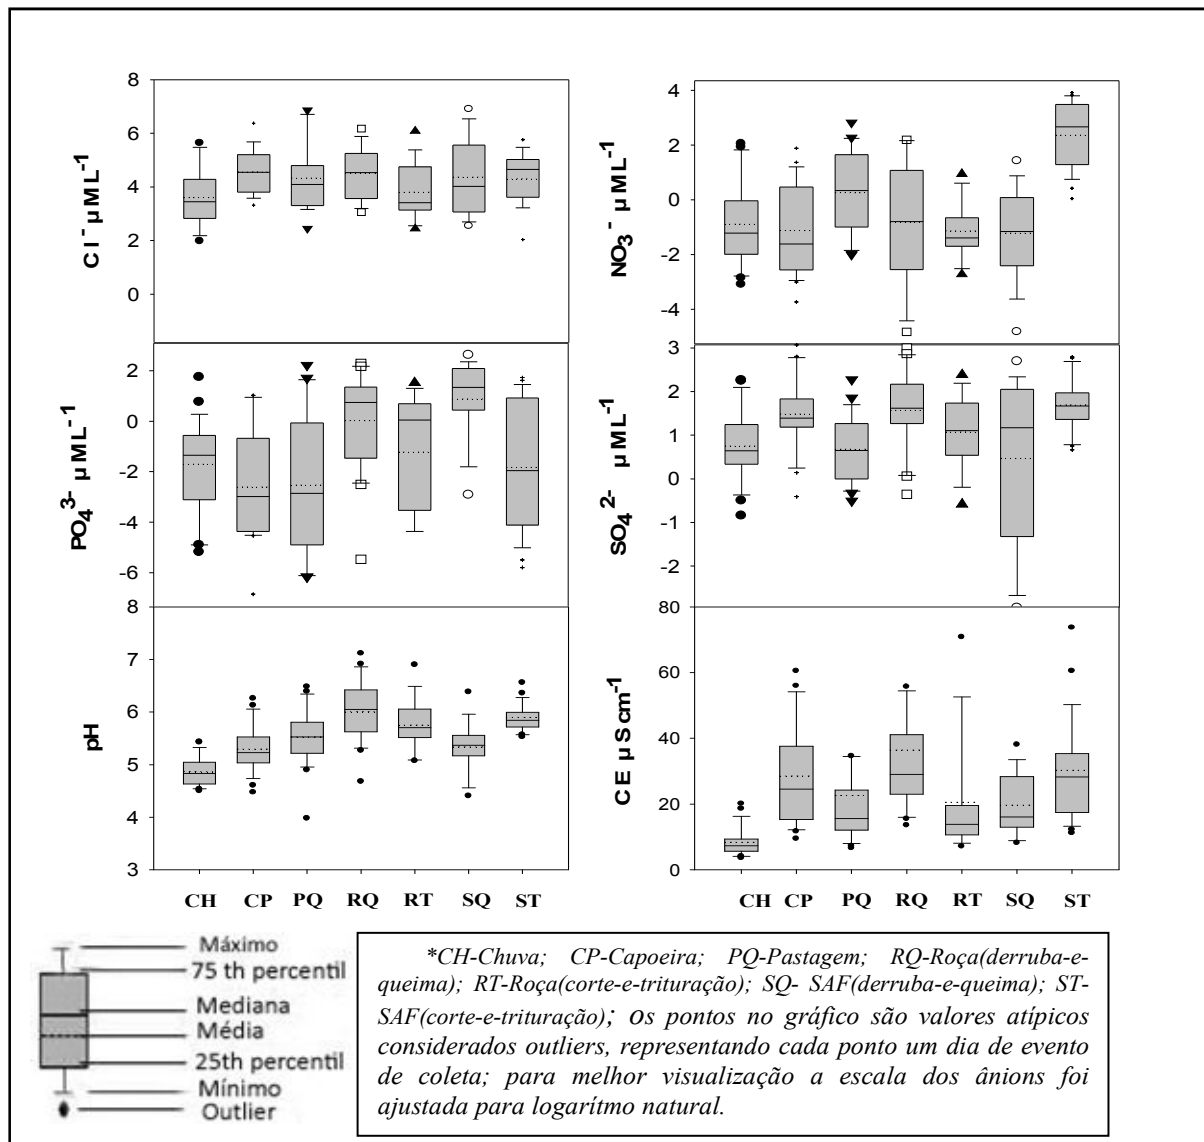 8
6
4
2
0
Cl⁻ µM L⁻¹
4
2
0
-2
-4
NO₃⁻ µM L⁻¹
2
0
-2
-4
-6
PO₄³⁻ µM L⁻¹
3
2
1
0
-1
-2
SO₄²⁻ µM L⁻¹
8
7
6
5
4
3
pH
CH CP PQ RQ RT SQ ST
80
60
40
20
0
CE µS cm⁻¹
CH CP PQ RQ RT SQ ST
Máximo
75 th percentil
Mediana
Média
25th percentil
Mínimo
Outlier
*CH-Chuva; CP-Capoeira; PQ-Pastagem; RQ-Roça(derruba-e-
queima); RT-Roça(corte-e-trituração); SQ- SAF(derruba-e-queima); ST-
SAF(corte-e-trituração); os pontos no gráfico são valores atípicos
considerados outliers, representando cada ponto um dia de evento
de coleta; para melhor visualização a escala dos ânions foi
ajustada para logarítmo natural.